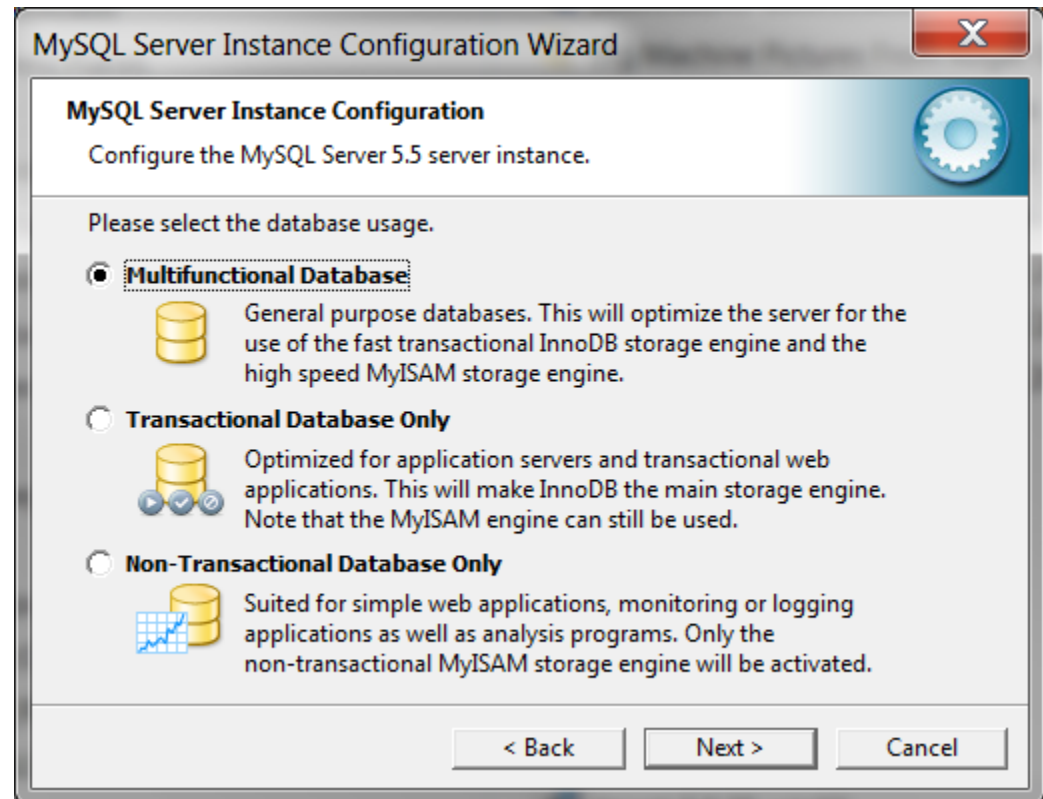 MySQL Server Instance Configuration Wizard
MySQL Server Instance Configuration
Configure the MySQL Server 5.5 server instance.
Please select the database usage.
Multifunctional Database
General purpose databases. This will optimize the server for the
use of the fast transactional InnoDB storage engine and the
high speed MyISAM storage engine.
Transactional Database Only
Optimized for application servers and transactional web
applications. This will make InnoDB the main storage engine.
Note that the MyISAM engine can still be used.
Non-Transactional Database Only
Suited for simple web applications, monitoring or logging
applications as well as analysis programs. Only the
non-transactional MyISAM storage engine will be activated.
< Back Next > Cancel